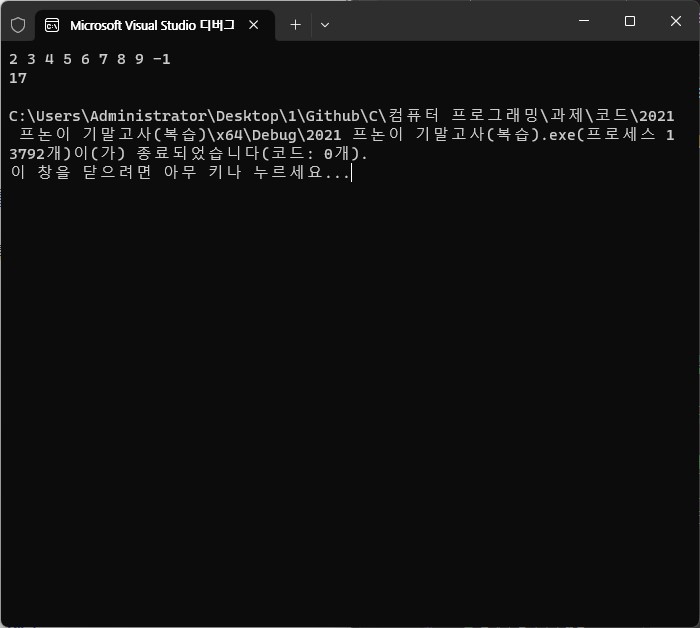 Microsoft Visual Studio 디버그
2 3 4 5 6 7 8 9 -1
17
C:\Users\Administrator\Desktop\1\Github\C\컴퓨터 프로그래밍\과제\코드\2021
프논이 기말고사(복습)\x64\Debug\2021 프논이 기말고사(복습).exe(프로세스 1
3792개)이(가) 종료되었습니다(코드: 0개).
이 창을 닫으려면 아무 키나 누르세요...